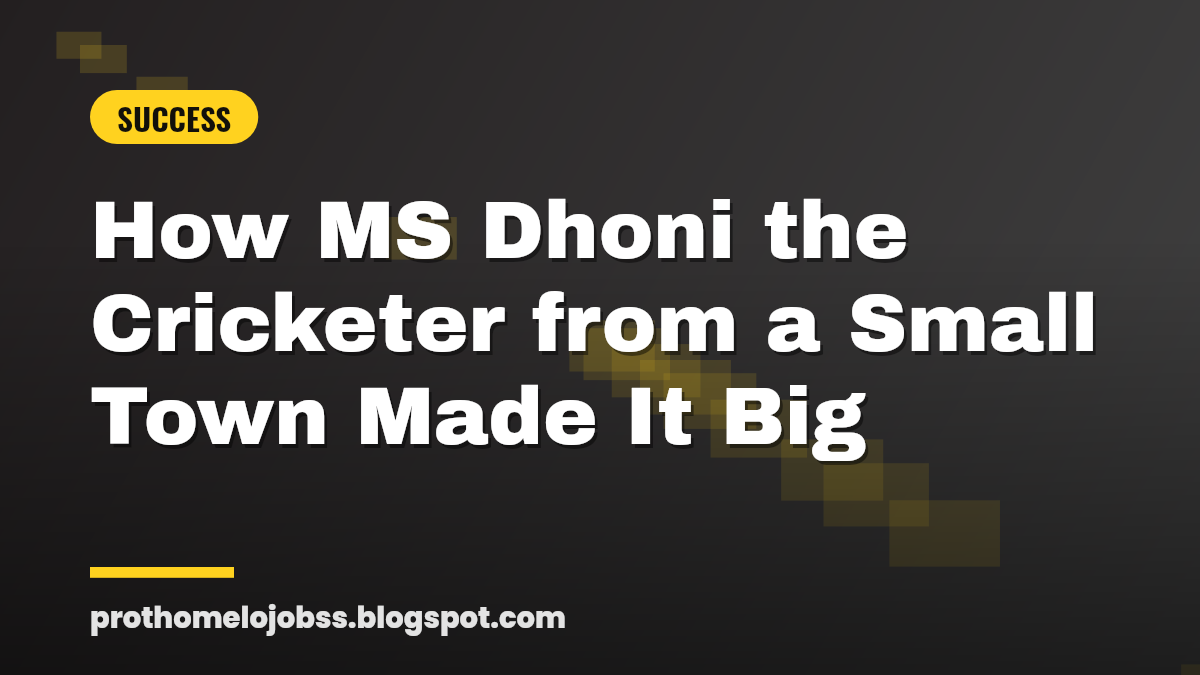 SUCCESS
How MS Dhoni the
Cricketer from a Small
Town Made It Big
prothomelojobss.blogspot.com